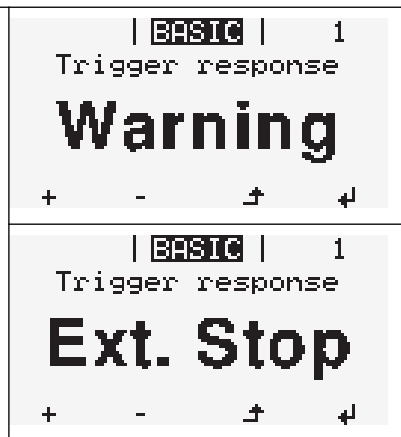 | BASIC | 1
Trigger response
Warning
+ -
| BASIC | 1
Trigger response
Ext. Stop
+ -